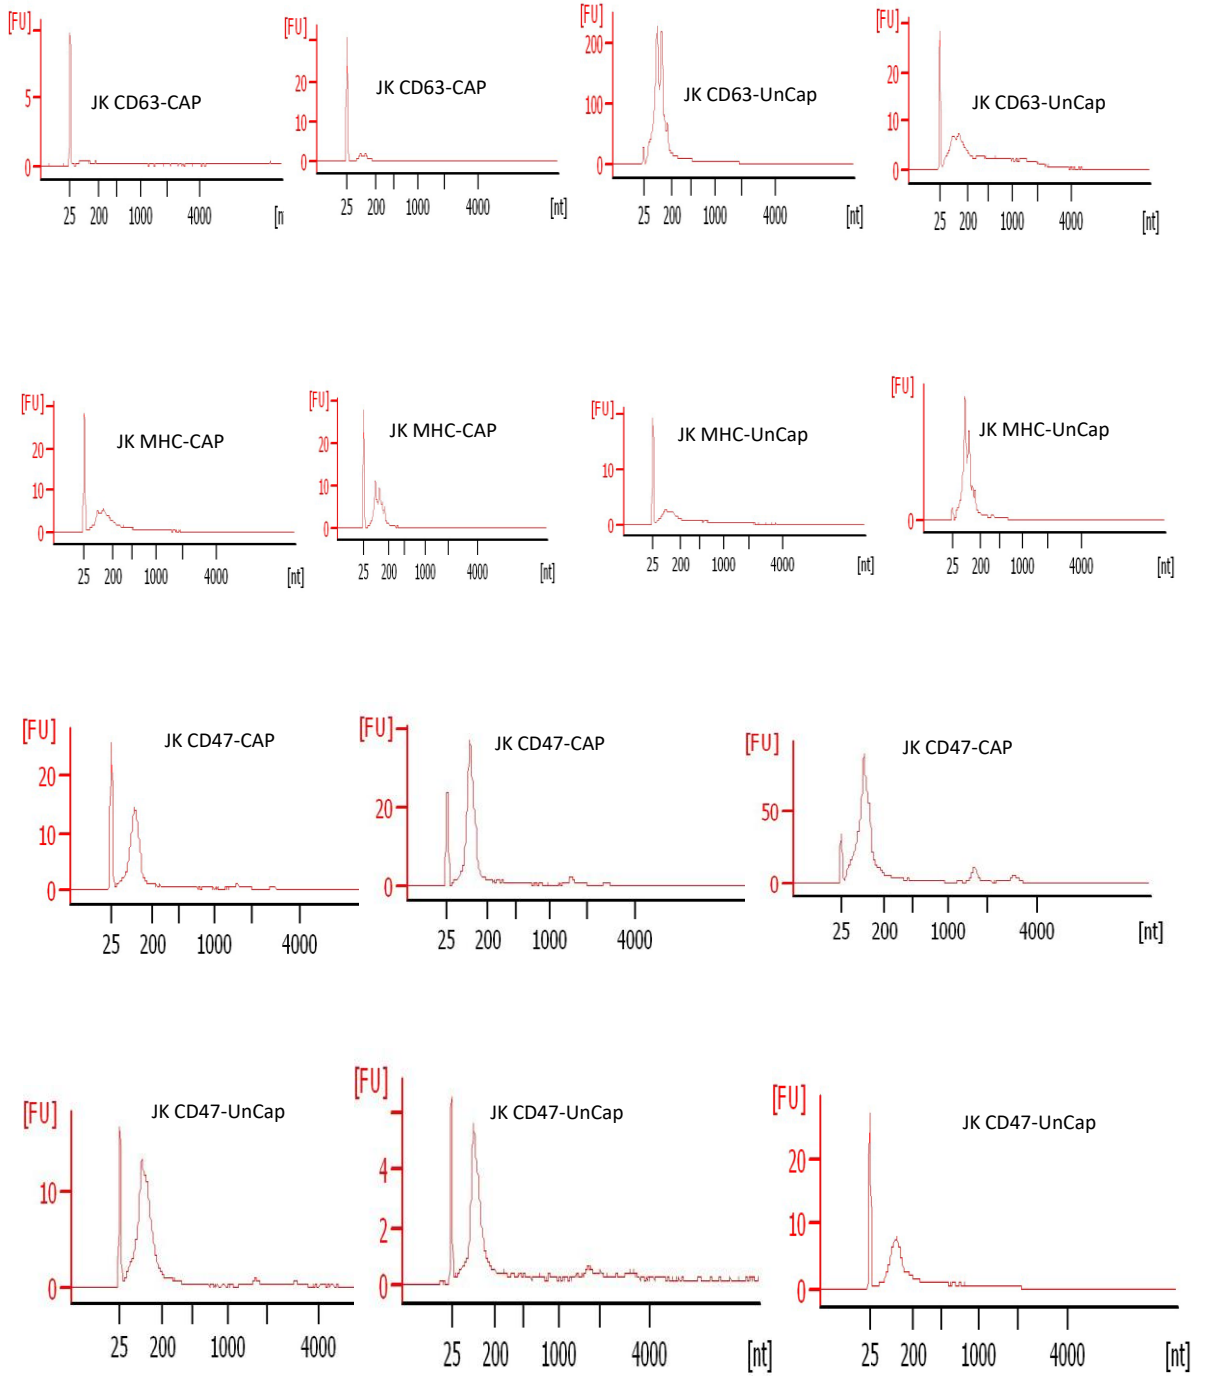 [FU]
5
0
JK CD63-CAP
25 200 1000 4000 [n
[FU]
20
10
0
JK CD63-CAP
25 200 1000 4000 [nt]
[FU]
200
100
0
JK CD63-UnCap
25 200 1000 4000 [nt]
[FU]
20
10
0
JK CD63-UnCap
25 200 1000 4000 [nt]
[FU]
20
10
0
JK MHC-CAP
25 200 1000 4000 [nt]
[FU]
20
10
0
JK MHC-CAP
25 200 1000 4000 [nt]
[FU]
10
0
JK MHC-UnCap
25 200 1000 4000 [nt]
[FU]
0
JK MHC-UnCap
25 200 1000 4000 [nt]
[FU]
20
10
0
JK CD47-CAP
25 200 1000 4000
[FU]
20
0
JK CD47-CAP
25 200 1000 4000
[FU]
50
0
JK CD47-CAP
25 200 1000 4000 [nt]
[FU]
10
0
JK CD47-UnCap
25 200 1000 4000
[FU]
4
2
0
JK CD47-UnCap
25 200 1000 4000 [nt]
[FU]
20
10
0
JK CD47-UnCap
25 200 1000 4000 [nt]